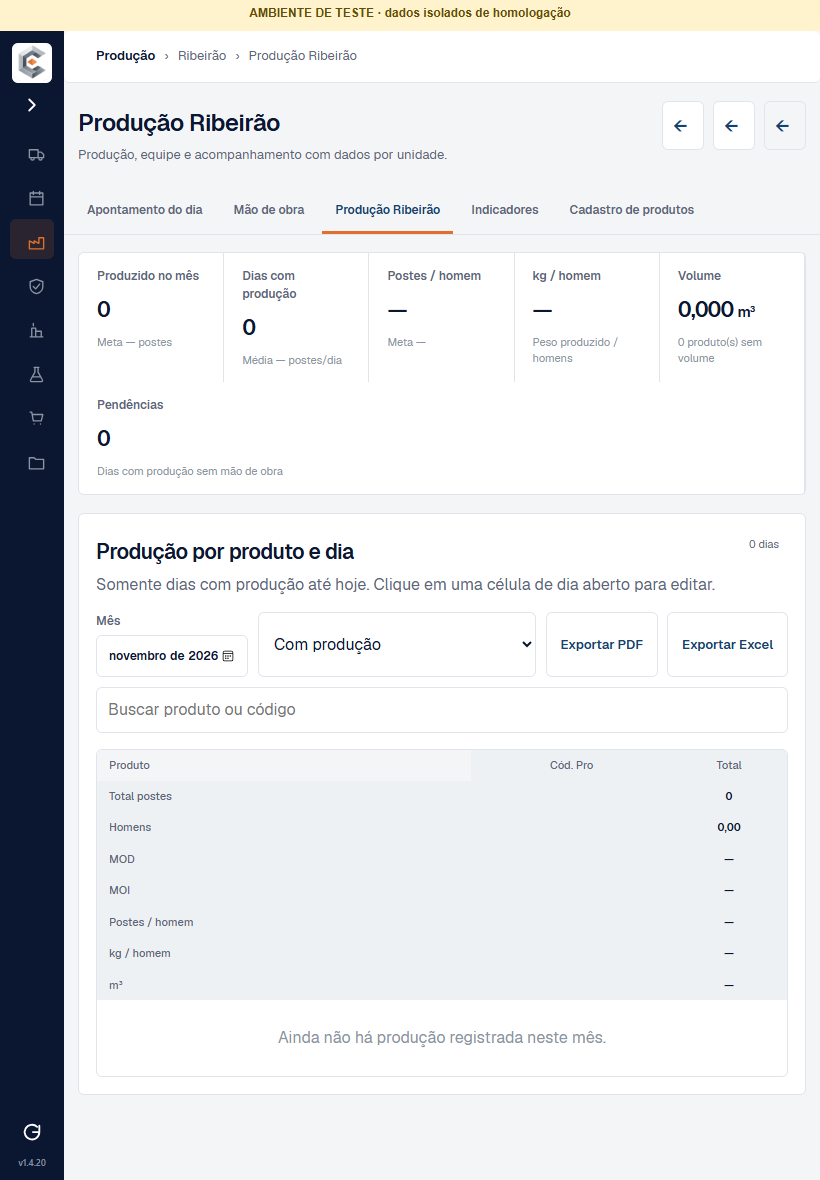 AMBIENTE DE TESTE · dados isolados de homologação
Produção › Ribeirão › Produção Ribeirão
Produção Ribeirão
Produção, equipe e acompanhamento com dados por unidade.
Apontamento do dia Mão de obra Produção Ribeirão Indicadores Cadastro de produtos
Produzido no mês
0
Meta — postes
Dias com
produção
0
Média — postes/dia
Postes / homem
—
Meta —
kg / homem
—
Peso produzido /
homens
Volume
0,000 m³
0 produto(s) sem
volume
Pendências
0
Dias com produção sem mão de obra
Produção por produto e dia
0 dias
Somente dias com produção até hoje. Clique em uma célula de dia aberto para editar.
Mês
novembro de 2026
Com produção
Exportar PDF
Exportar Excel
Buscar produto ou código
Produto Cód. Pro Total
Total postes 0
Homens 0,00
MOD —
MOI —
Postes / homem —
kg / homem —
m³ —
Ainda não há produção registrada neste mês.
v1.4.20